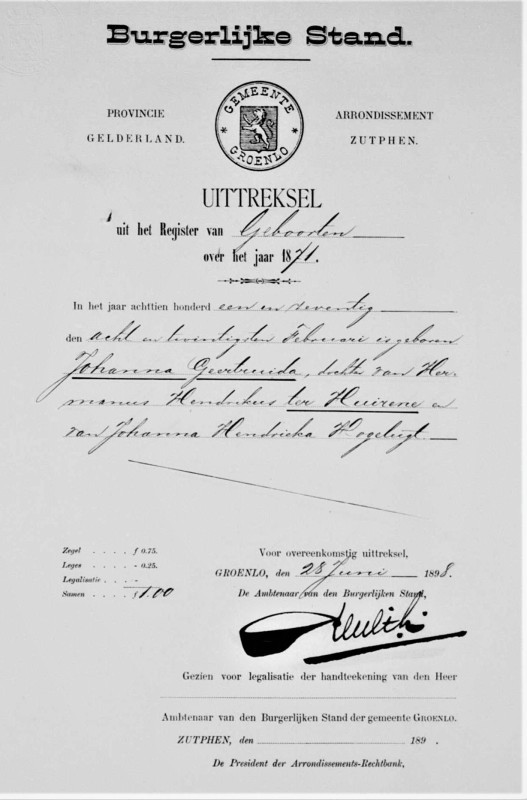 Burgerlijke Stand.
PROVINCIE
GELDERLAND.
GEMEENTE
GROENLO
ARRONDISSEMENT
ZUTPHEN.
UITTREKSEL
uit het Register van Geboorten
over het jaar 1871.
In het jaar achttien honderd een en zeventig
den acht en twintigsten Februari is geboren
Johanna Geertruida, dochter van Her-
manus Hendrikus ter Huirne en
van Johanna Hendrieka
Zegel . . . . f 0.75.
Leges . . . . - 0.25.
Legalisatie . . -
Samen . . . . f 1.00
Voor overeenkomstig uittreksel,
GROENLO, den 28 Juni 1898.
De Ambtenaar van den Burgerlijken Stand,
Gezien voor legalisatie der handteekening van den Heer
Ambtenaar van den Burgerlijken Stand der gemeente GROENLO.
ZUTPHEN, den 189 .
De President der Arrondissements-Rechtbank,